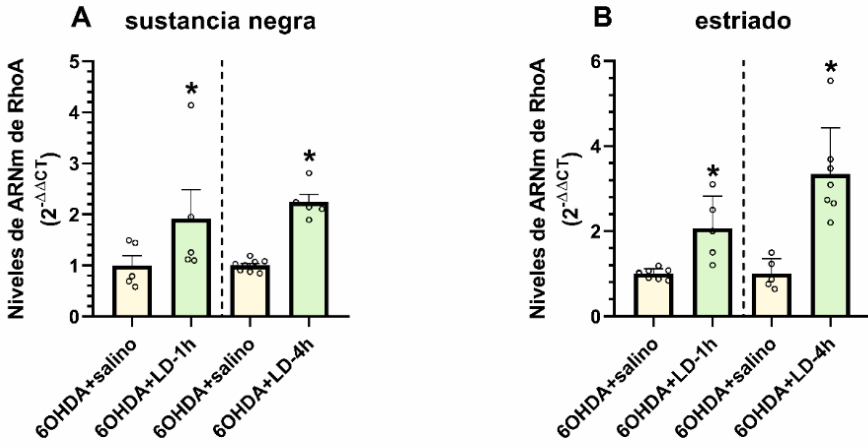 A sustancia negra
Niveles de ARNm de RhoA
(2^-ΔΔCT)
5
4
3
2
1
0
*
*
6OHDA+salino
6OHDA+LD-1h
6OHDA+salino
6OHDA+LD-4h
B estriado
Niveles de ARNm de RhoA
(2^-ΔΔCT)
6
4
2
0
*
*
6OHDA+salino
6OHDA+LD-1h
6OHDA+salino
6OHDA+LD-4h